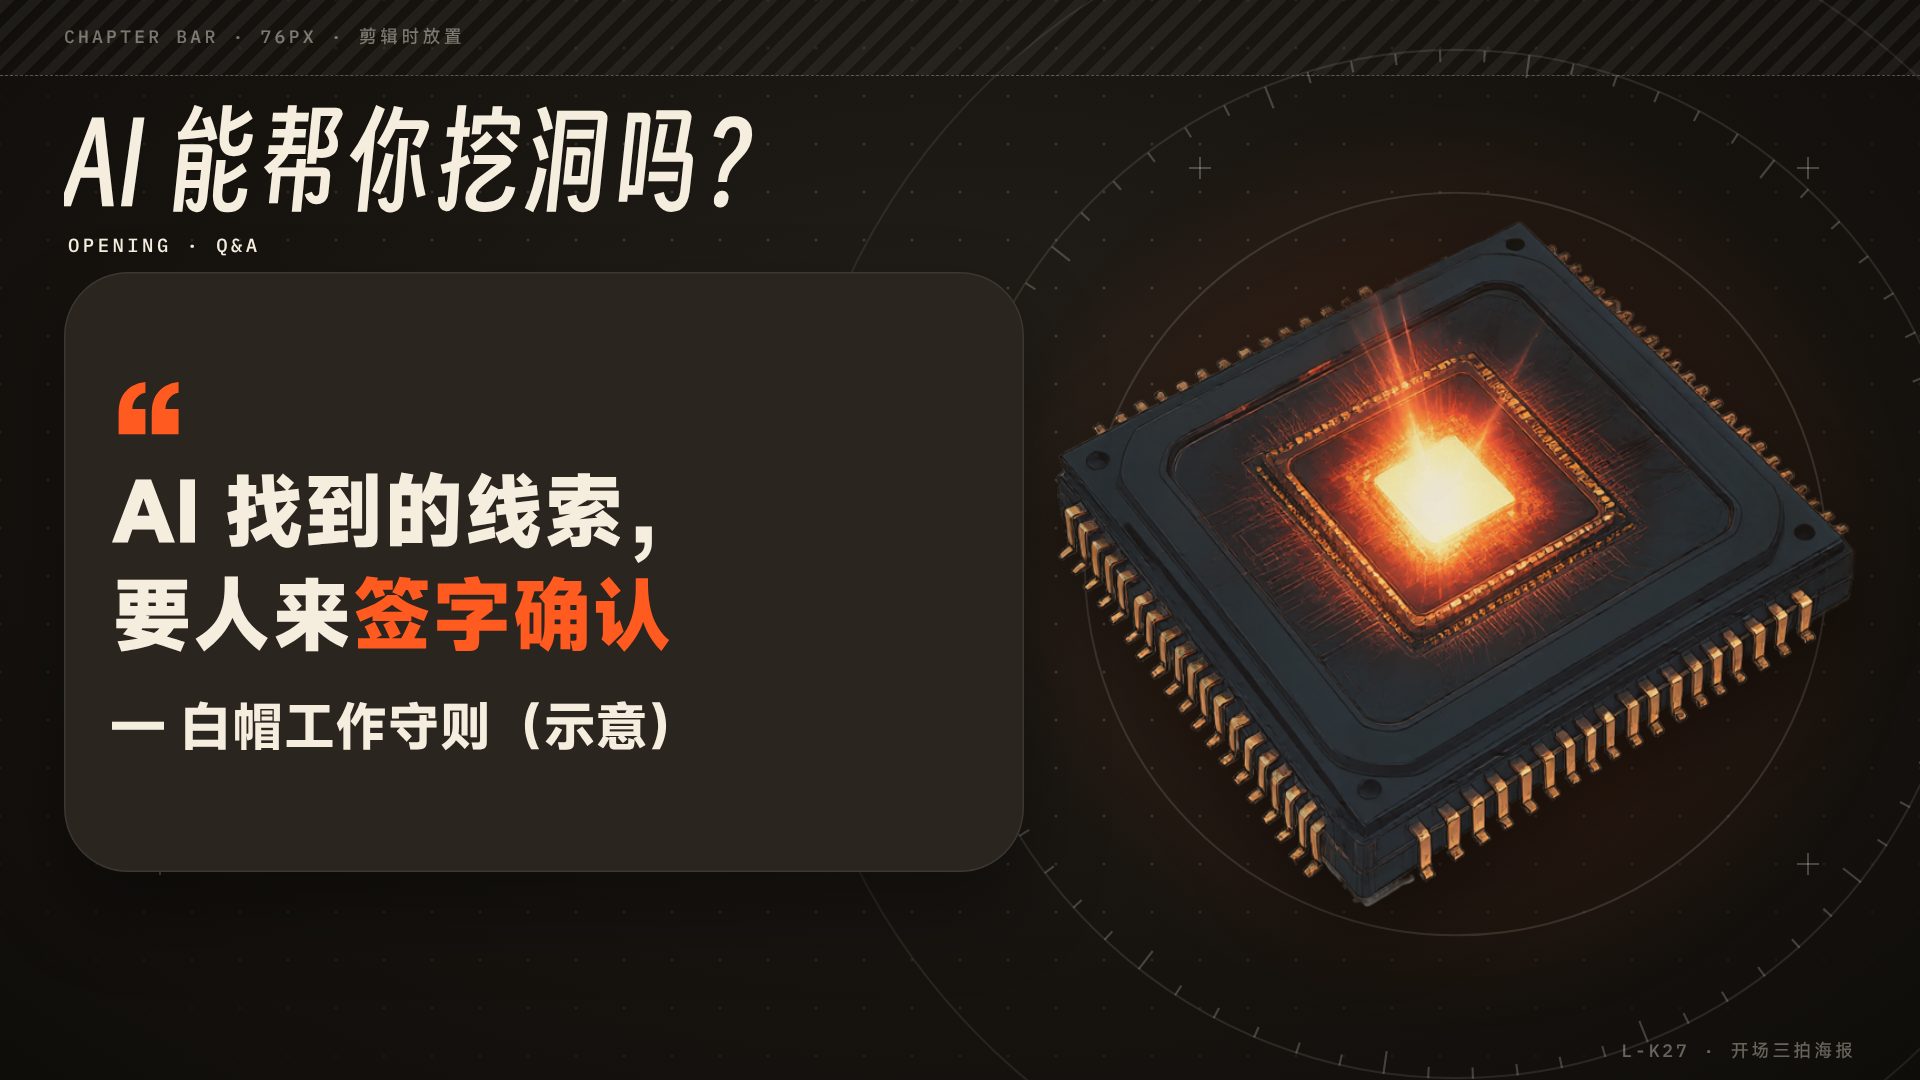 CHAPTER BAR · 76PX · 剪辑时放置
AI 能帮你挖洞吗?
OPENING · Q&A
“
AI 找到的线索,
要人来签字确认
— 白帽工作守则（示意）
L-K27 · 开场三拍海报